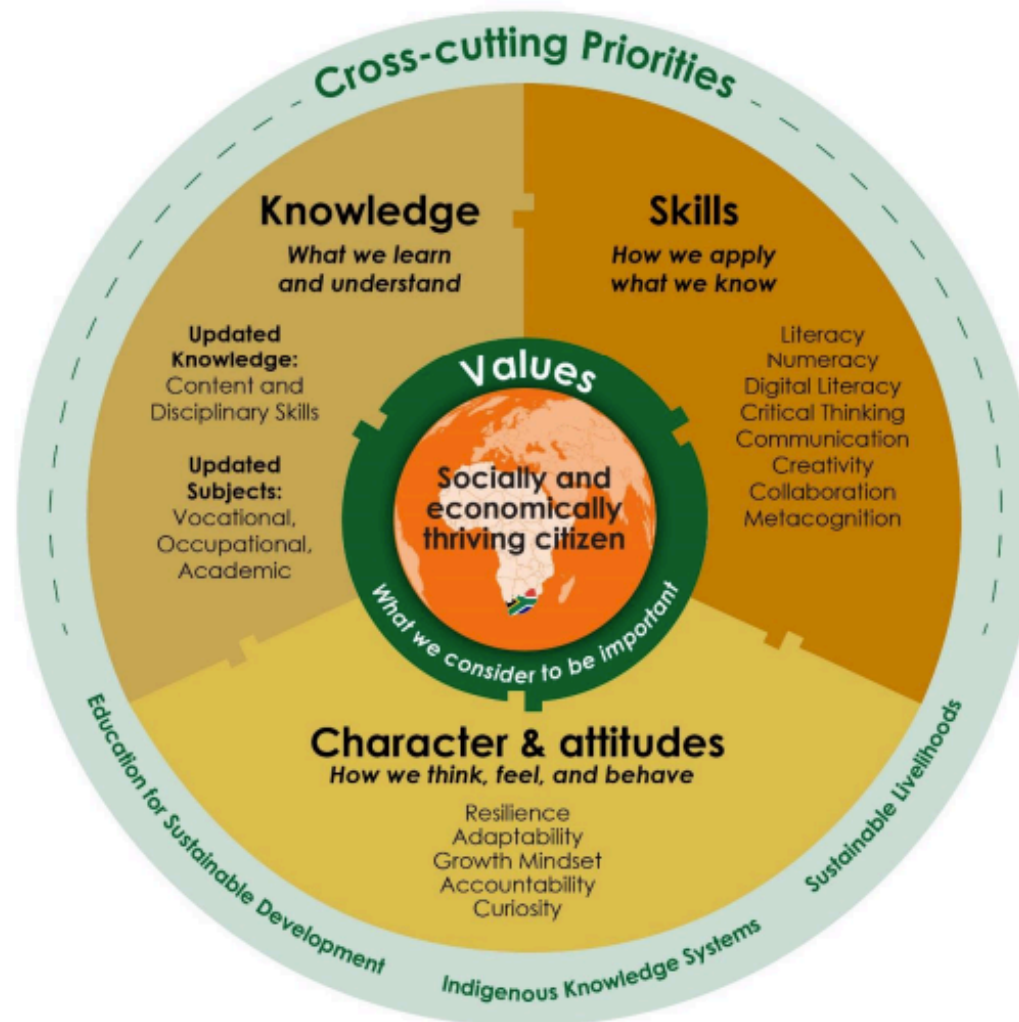 Cross-cutting Priorities
Knowledge
What we learn
and understand
Updated
Knowledge:
Content and
Disciplinary Skills
Updated
Subjects:
Vocational,
Occupational,
Academic
Skills
How we apply
what we know
Literacy
Numeracy
Digital Literacy
Critical Thinking
Communication
Creativity
Collaboration
Metacognition
Values
Socially and
economically
thriving citizen
What we consider to be important
Character & attitudes
How we think, feel, and behave
Resilience
Adaptability
Growth Mindset
Accountability
Curiosity
Education for Sustainable Development
Indigenous Knowledge Systems
Sustainable Livelihoods